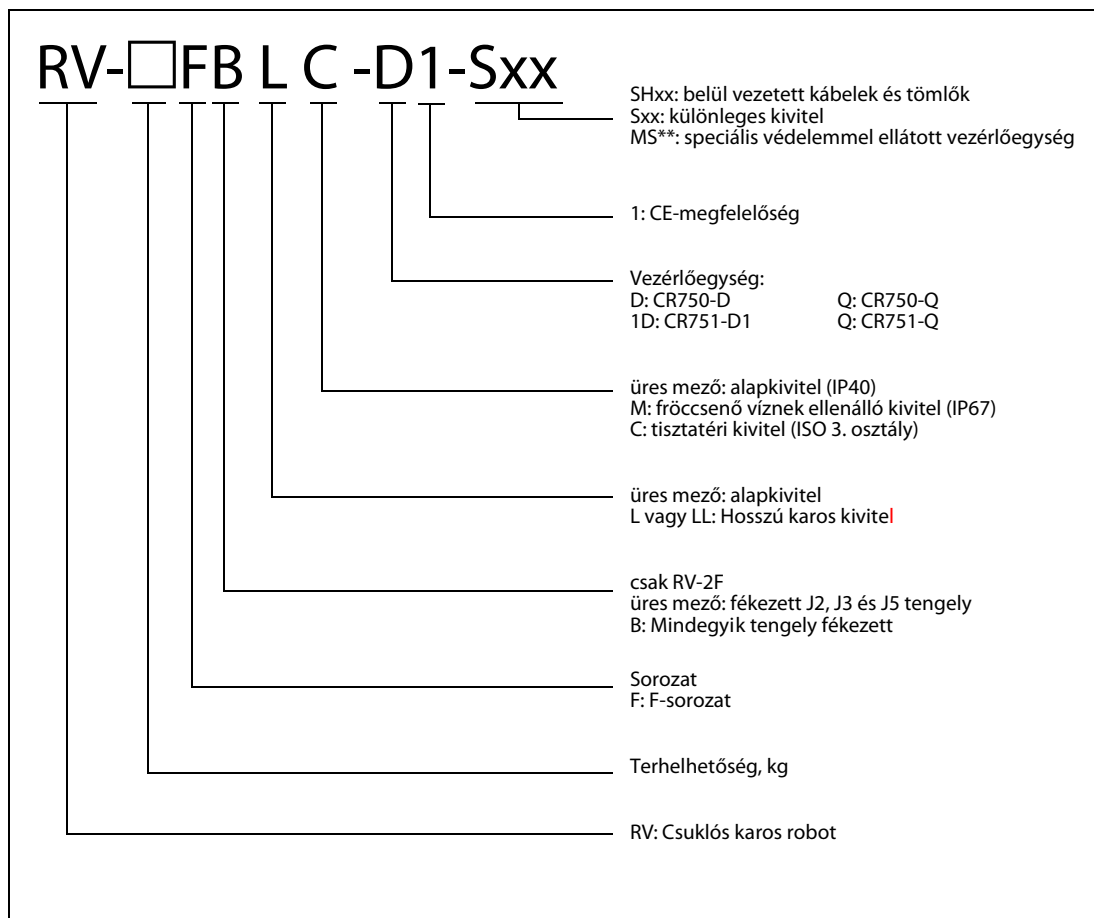 RV-□FBLC-D1-Sxx
SHxx: belül vezetett kábelek és tömlők
Sxx: különleges kivitel
MS**: speciális védelemmel ellátott vezérlőegység
1: CE-megfelelőség
Vezérlőegység:
D: CR750-D Q: CR750-Q
1D: CR751-D1 Q: CR751-Q
üres mező: alapkivitel (IP40)
M: fröccsenő víznek ellenálló kivitel (IP67)
C: tisztatéri kivitel (ISO 3. osztály)
üres mező: alapkivitel
L vagy LL: Hosszú karos kivitel
csak RV-2F
üres mező: fékezett J2, J3 és J5 tengely
B: Mindegyik tengely fékezett
Sorozat
F: F-sorozat
Terhelhetőség, kg
RV: Csuklós karos robot